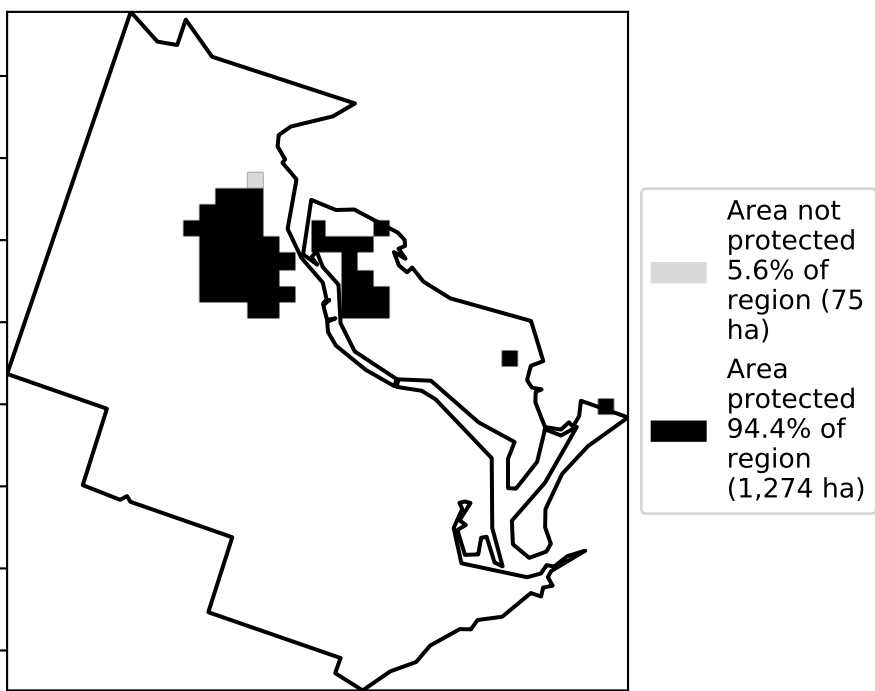 Area not
protected
5.6% of
region (75
ha)
Area
protected
94.4% of
region
(1,274 ha)